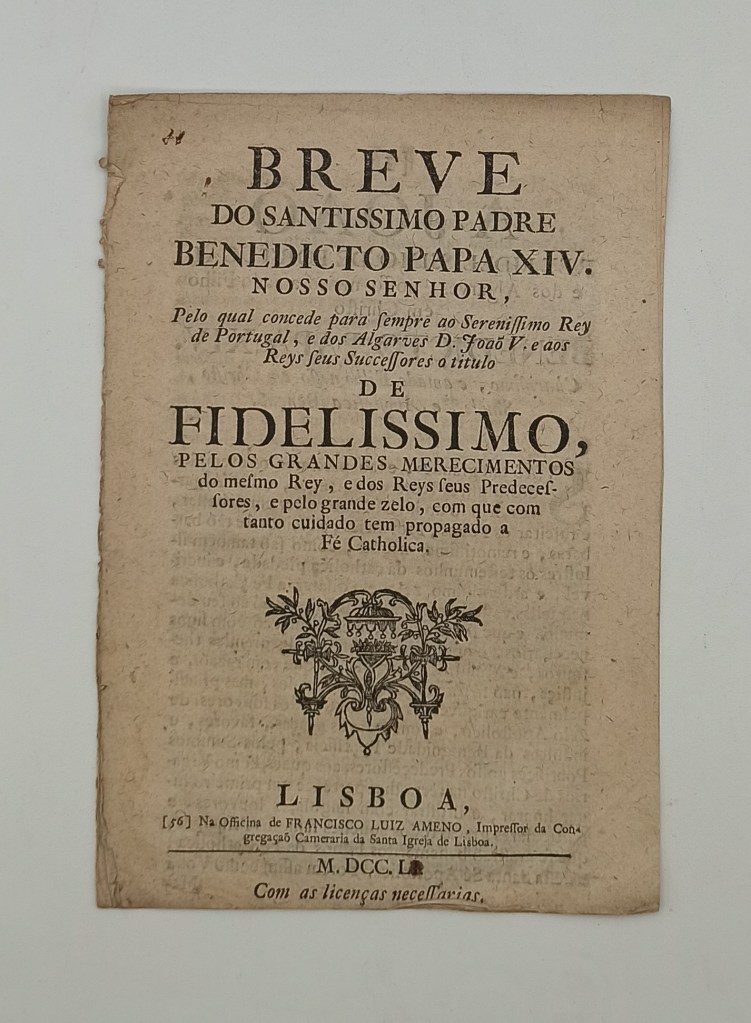 BREVE
DO SANTISSIMO PADRE
BENEDICTO PAPA XIV.
NOSSO SENHOR,
Pelo qual concede para ſempre ao Sereniſſimo Rey
de Portugal, e dos Algarves D. Joaõ V. e aos
Reys ſeus Succeſſores o titulo
DE
FIDELISSIMO,
PELOS GRANDES MERECIMENTOS
do meſmo Rey, e dos Reys ſeus Predeceſ-
ſores, e pelo grande zelo, com que com
tanto cuidado tem propagado a
Fé Catholica.
LISBOA,
[56] Na Officina de FRANCISCO LUIZ AMENO, Impreſſor da Con-
gregaçaõ Cameraria da Santa Igreja de Lisboa.
M. DCC. L
Com as licenças neceſſarias.